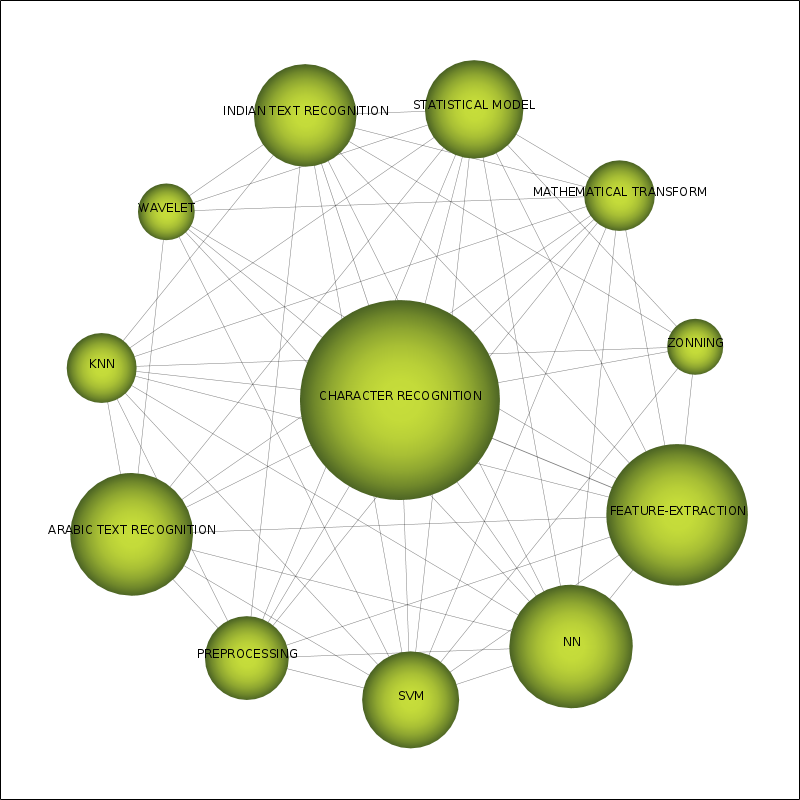 STATISTICAL MODEL
INDIAN TEXT RECOGNITION
MATHEMATICAL TRANSFORM
WAVELET
ZONNING
KNN
CHARACTER RECOGNITION
FEATURE-EXTRACTION
ARABIC TEXT RECOGNITION
NN
PREPROCESSING
SVM